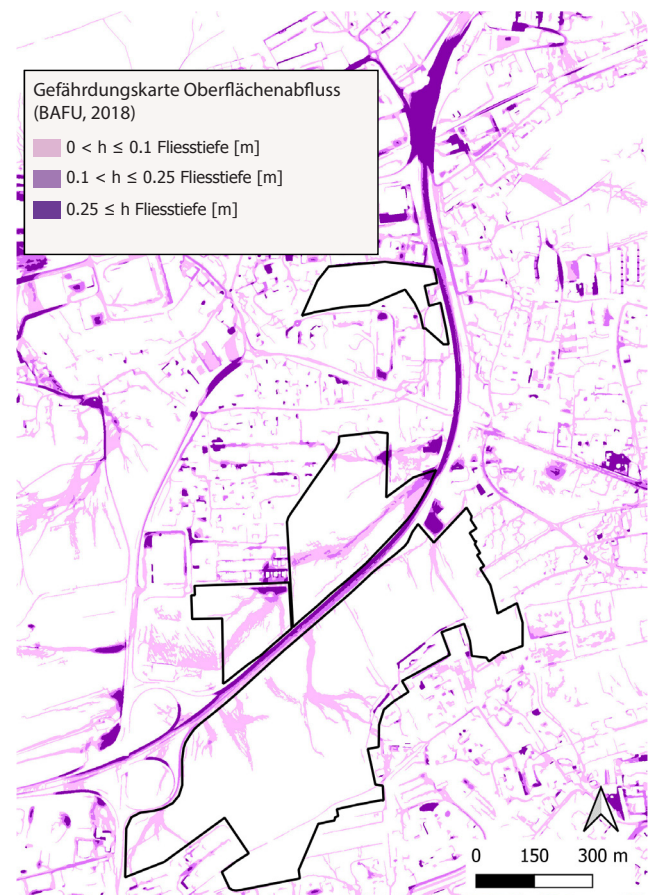 Gefährdungskarte Oberflächenabfluss
(BAFU, 2018)
0 < h ≤ 0.1 Fliesstiefe [m]
0.1 < h ≤ 0.25 Fliesstiefe [m]
0.25 ≤ h Fliesstiefe [m]
0 150 300 m